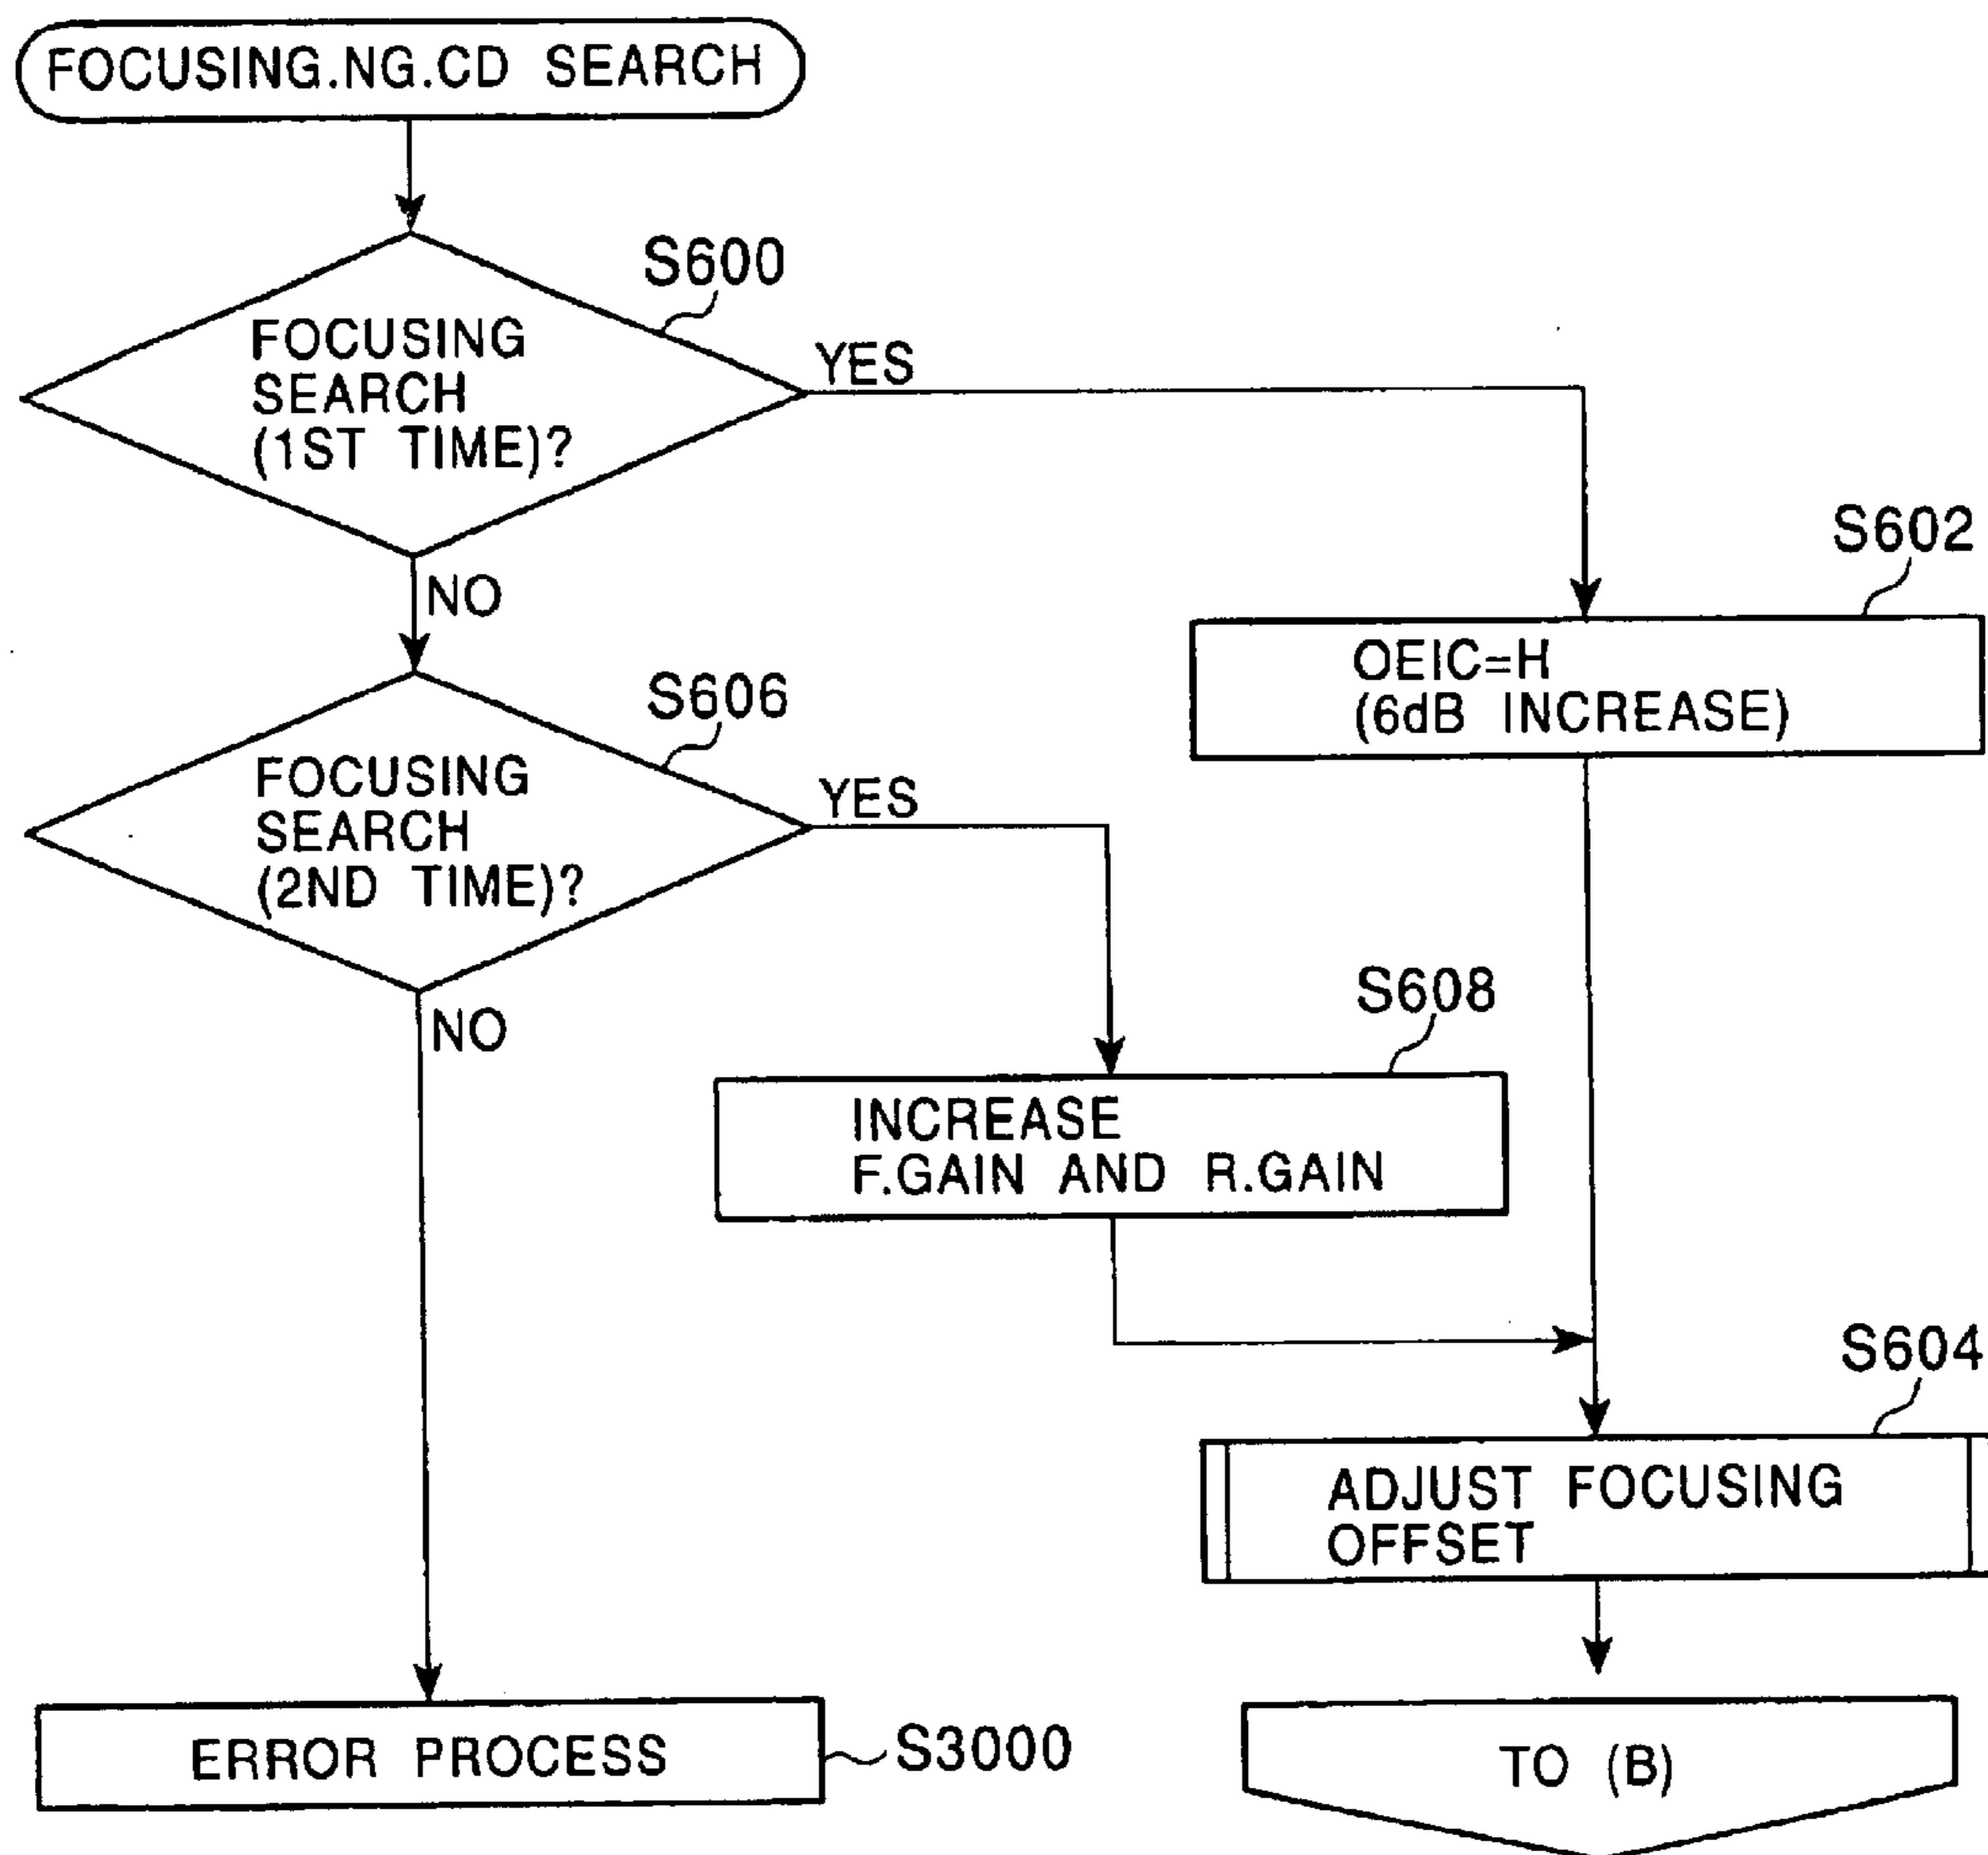 FOCUSING.NG.CD SEARCH
S600
FOCUSING
SEARCH
(1ST TIME)?
YES
NO
S602
OEIC=H
(6dB INCREASE)
S606
FOCUSING
SEARCH
(2ND TIME)?
YES
NO
S608
INCREASE
F.GAIN AND R.GAIN
S604
ADJUST FOCUSING
OFFSET
ERROR PROCESS
S3000
TO (B)